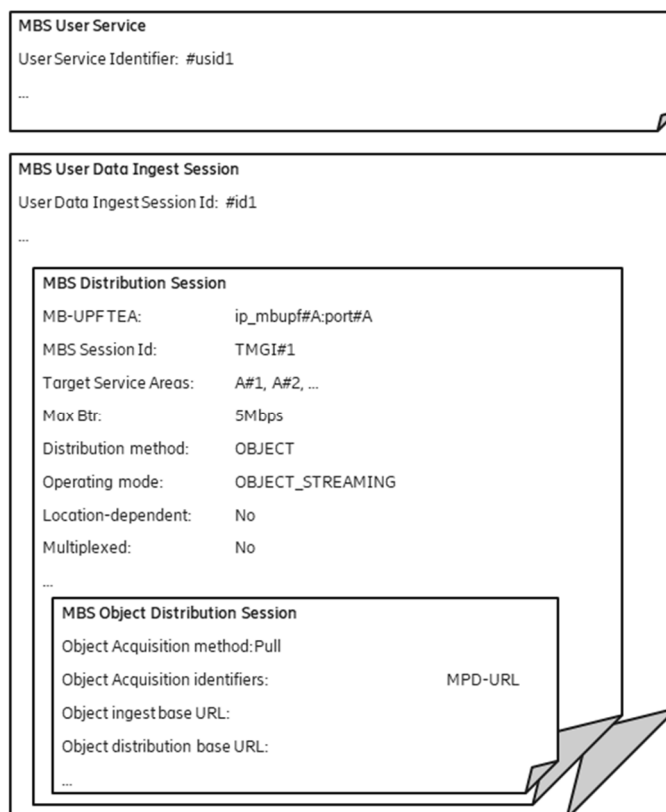 MBS User Service
User Service Identifier: #usid1
...
MBS User Data Ingest Session
User Data Ingest Session Id: #id1
...
MBS Distribution Session
MB-UPF TEA: ip_mbupf#A:port#A
MBS Session Id: TMGI#1
Target Service Areas: A#1, A#2, ...
Max Btr: 5Mbps
Distribution method: OBJECT
Operating mode: OBJECT_STREAMING
Location-dependent: No
Multiplexed: No
...
MBS Object Distribution Session
Object Acquisition method: Pull
Object Acquisition identifiers: MPD-URL
Object ingest base URL:
Object distribution base URL:
...